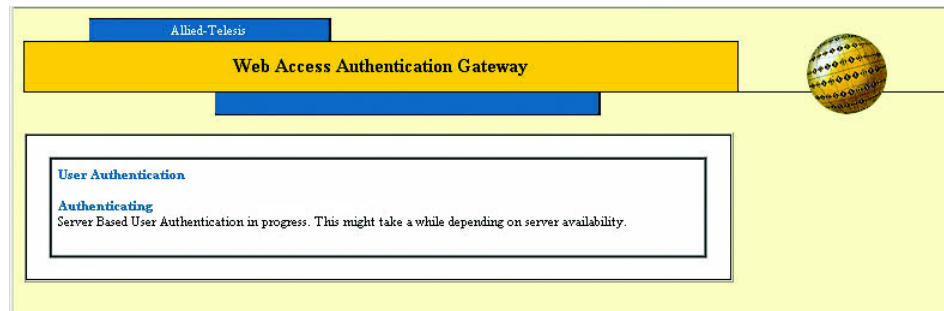 Allied-Telesis
Web Access Authentication Gateway
User Authentication
Authenticating
Server Based User Authentication in progress. This might take a while depending on server availability.